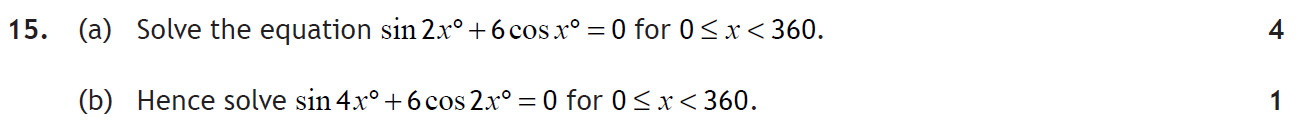 15. (a) Solve the equation sin 2x° + 6 cos x° = 0 for 0 ≤ x < 360. 4
(b) Hence solve sin 4x° + 6 cos 2x° = 0 for 0 ≤ x < 360. 1